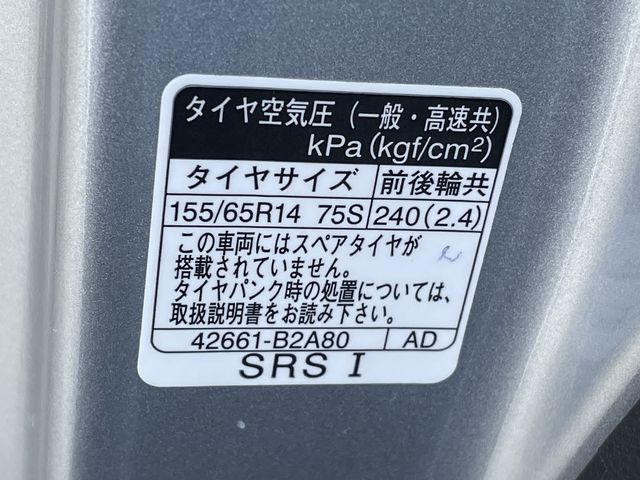 タイヤ空気圧（一般・高速共）
kPa(kgf/cm²)
タイヤサイズ 前後輪共
155/65R14 75S 240(2.4)
この車両にはスペアタイヤが
搭載されていません。
タイヤパンク時の処置については、
取扱説明書をお読み下さい。
42661-B2A80 AD
SRS I